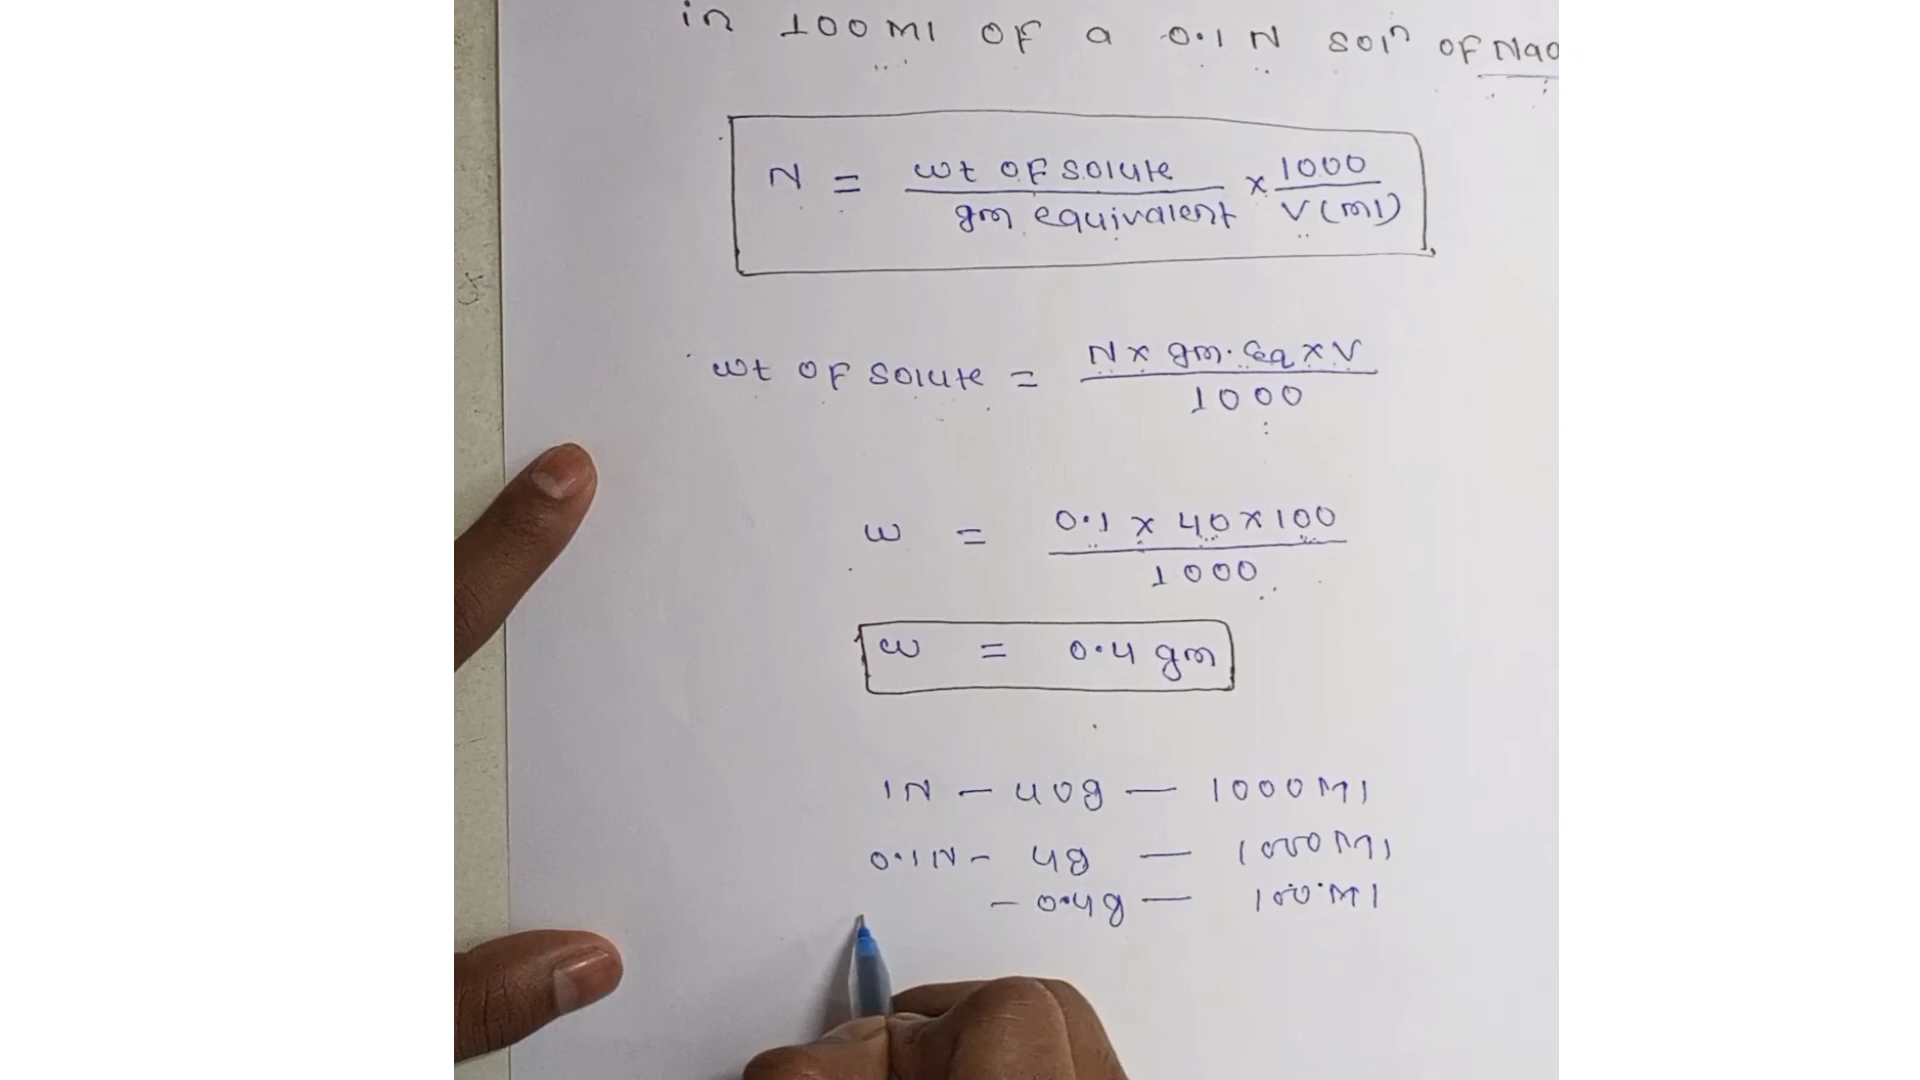 in 100 Ml OF a 0.1 N Solⁿ OF Nao
N = wt OF Solute / gm equivalent × 1000 / V (ml)
wt OF Solute = N × gm. Eq × V / 1000
w = 0.1 × 40 × 100 / 1000
w = 0.4 gm
1N - 40g - 1000 Ml
0.1N - 4g - 1000 Ml
- 0.4g - 100 Ml